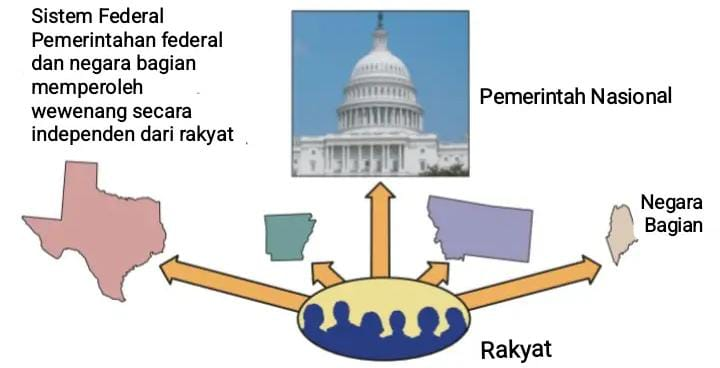 Sistem Federal
Pemerintahan federal
dan negara bagian
memperoleh
wewenang secara
independen dari rakyat
Pemerintah Nasional
Negara
Bagian
Rakyat